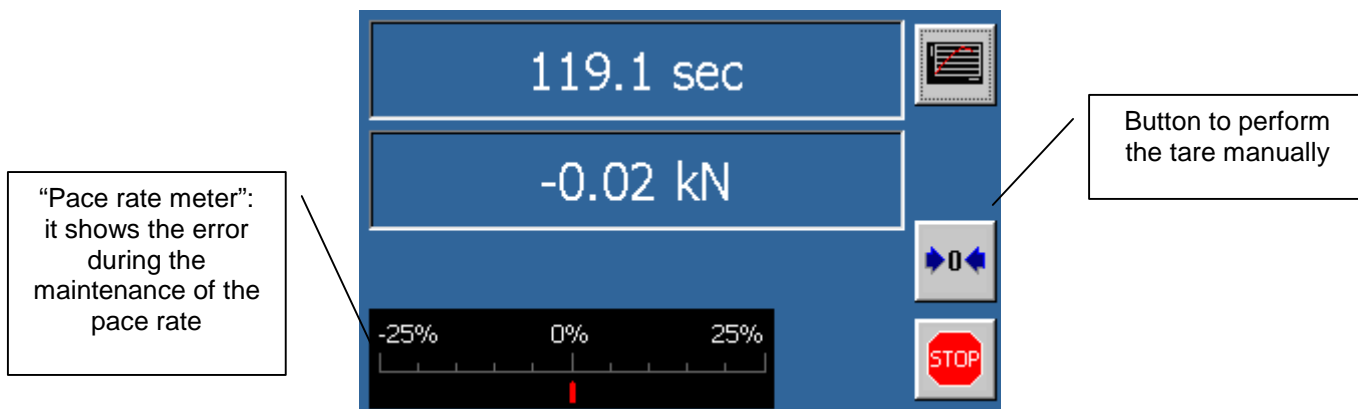 119.1 sec
-0.02 kN
“Pace rate meter”:
it shows the error
during the
maintenance of the
pace rate
Button to perform
the tare manually
0
-25% 0% 25%
STOP